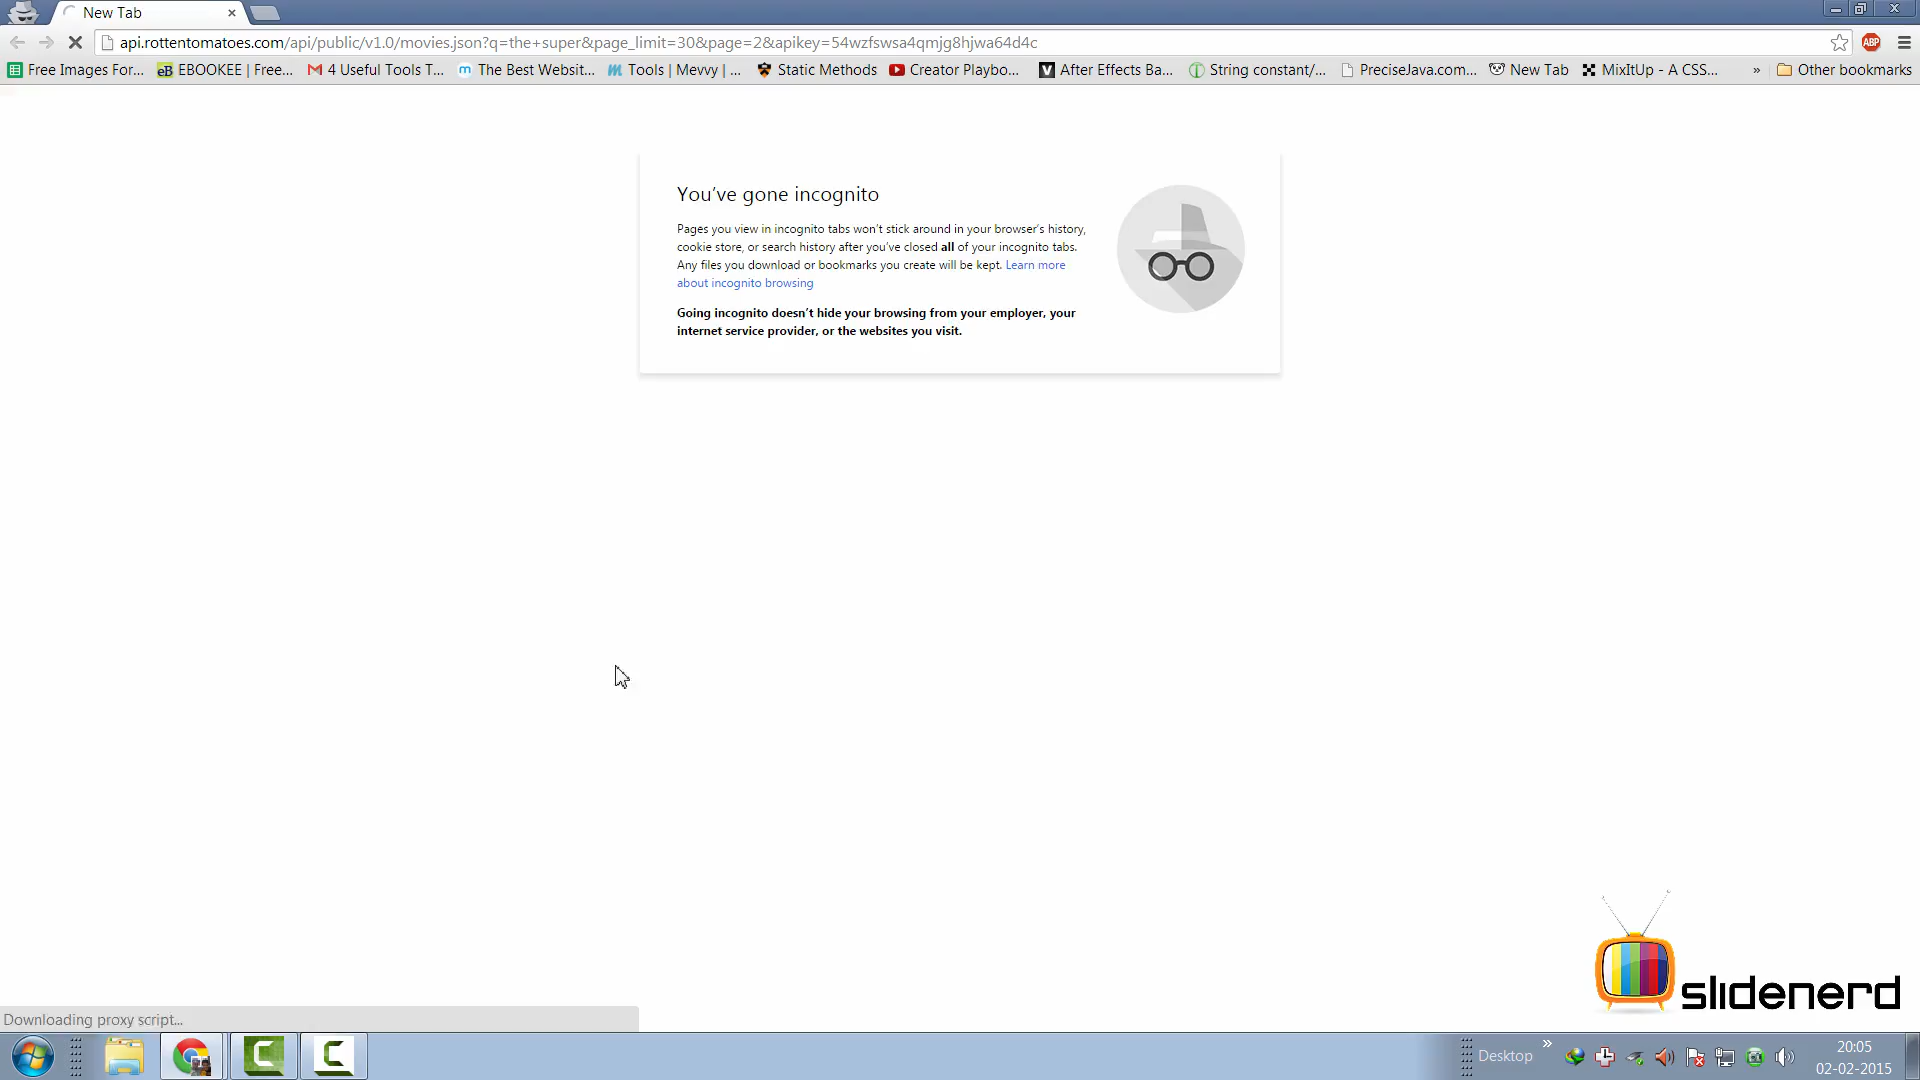 New Tab
api.rottentomatoes.com/api/public/v1.0/movies.json?q=the+super&page_limit=30&page=2&apikey=54wzfswsa4qmjg8hjwa64d4c
ABP
Free Images For... eB EBOOKEE | Free... 4 Useful Tools T... m The Best Websit... Tools | Mevvy | ... Static Methods Creator Playbo... V After Effects Ba... String constant/... PreciseJava.com... New Tab MixItUp - A CSS... » Other bookmarks
You've gone incognito
Pages you view in incognito tabs won't stick around in your browser's history,
cookie store, or search history after you've closed all of your incognito tabs.
Any files you download or bookmarks you create will be kept. Learn more
about incognito browsing
Going incognito doesn't hide your browsing from your employer, your
internet service provider, or the websites you visit.
slidenerd
Downloading proxy script...
Desktop »
20:05
02-02-2015